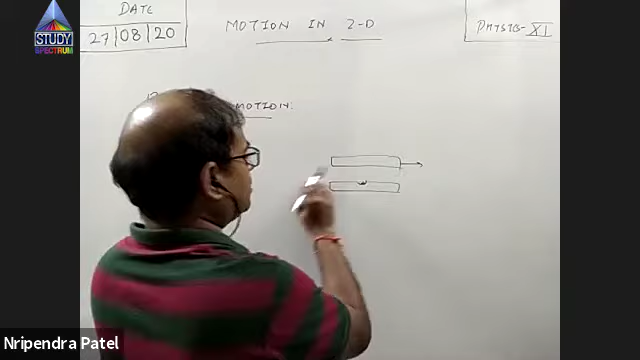 DATE
27/08/20
STUDY
SPECTRUM
MOTION IN 2-D
PHYSICS-XI
MOTION:
Nripendra Patel